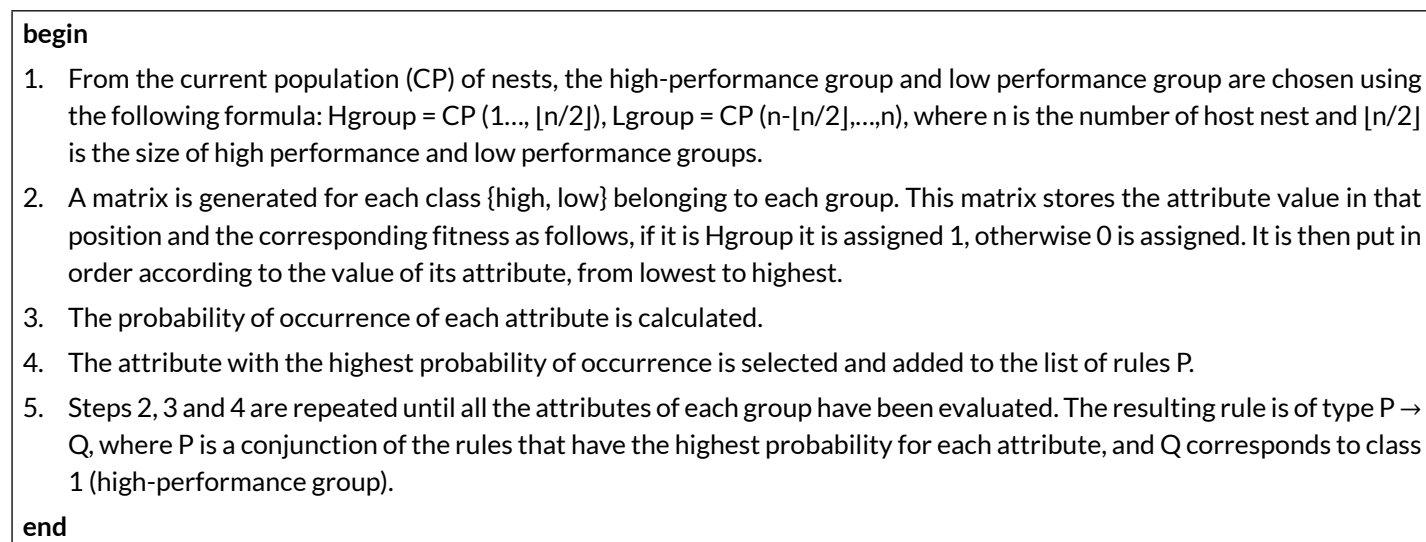 begin
1. From the current population (CP) of nests, the high-performance group and low performance group are chosen using
the following formula: Hgroup = CP (1..., ⌊n/2⌋), Lgroup = CP (n-⌊n/2⌋,...,n), where n is the number of host nest and ⌊n/2⌋
is the size of high performance and low performance groups.
2. A matrix is generated for each class {high, low} belonging to each group. This matrix stores the attribute value in that
position and the corresponding fitness as follows, if it is Hgroup it is assigned 1, otherwise 0 is assigned. It is then put in
order according to the value of its attribute, from lowest to highest.
3. The probability of occurrence of each attribute is calculated.
4. The attribute with the highest probability of occurrence is selected and added to the list of rules P.
5. Steps 2, 3 and 4 are repeated until all the attributes of each group have been evaluated. The resulting rule is of type P →
Q, where P is a conjunction of the rules that have the highest probability for each attribute, and Q corresponds to class
1 (high-performance group).
end